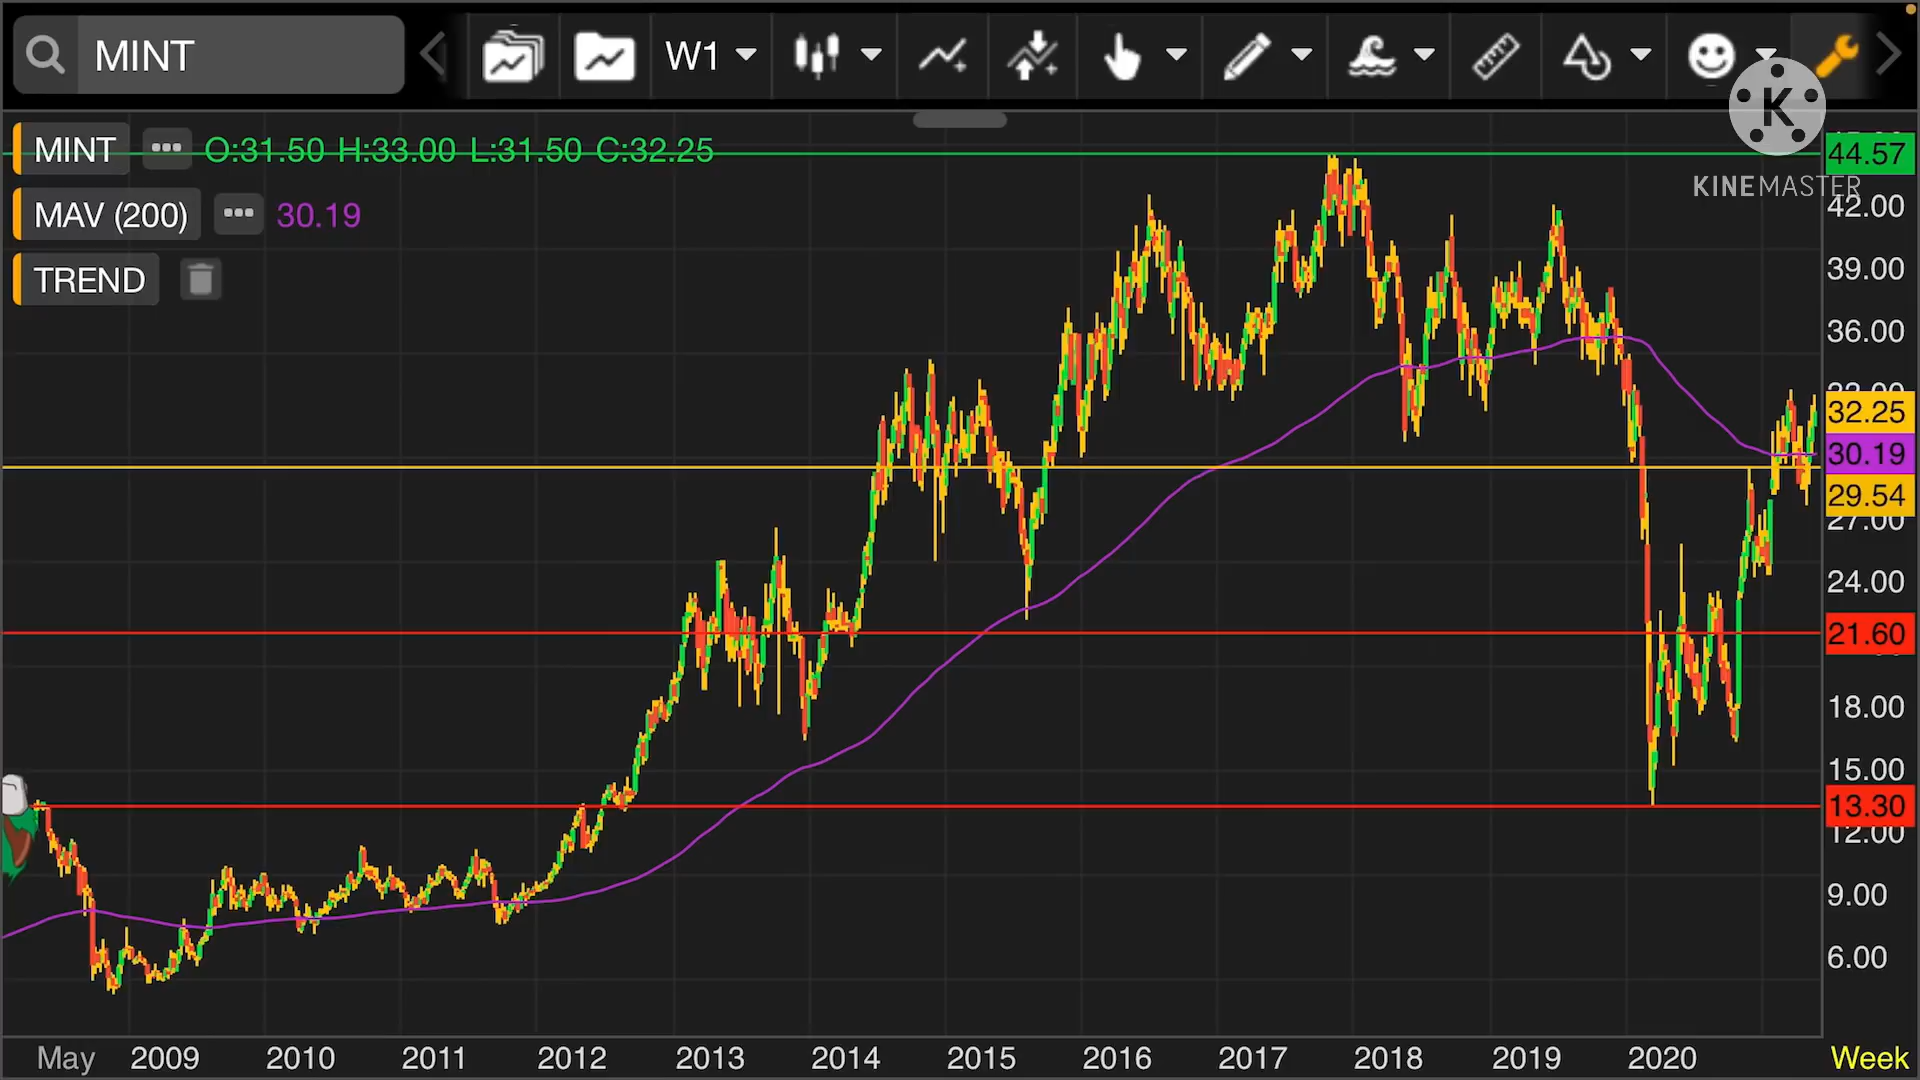 MINT
W1
MINT ••• O:31.50 H:33.00 L:31.50 C:32.25
MAV (200) ••• 30.19
TREND
K
KINEMASTER
44.57
42.00
39.00
36.00
32.25
30.19
29.54
27.00
24.00
21.60
18.00
15.00
13.30
12.00
9.00
6.00
May 2009 2010 2011 2012 2013 2014 2015 2016 2017 2018 2019 2020 Week